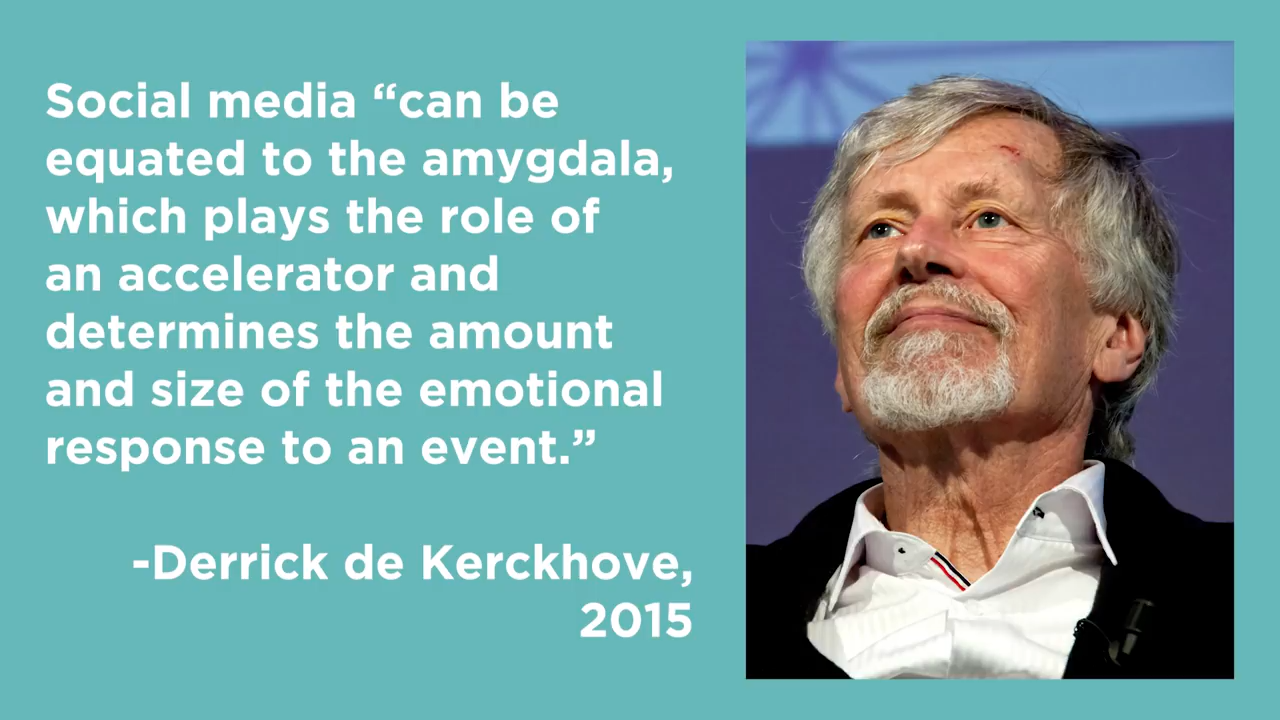 Social media “can be
equated to the amygdala,
which plays the role of
an accelerator and
determines the amount
and size of the emotional
response to an event.”
-Derrick de Kerckhove,
2015